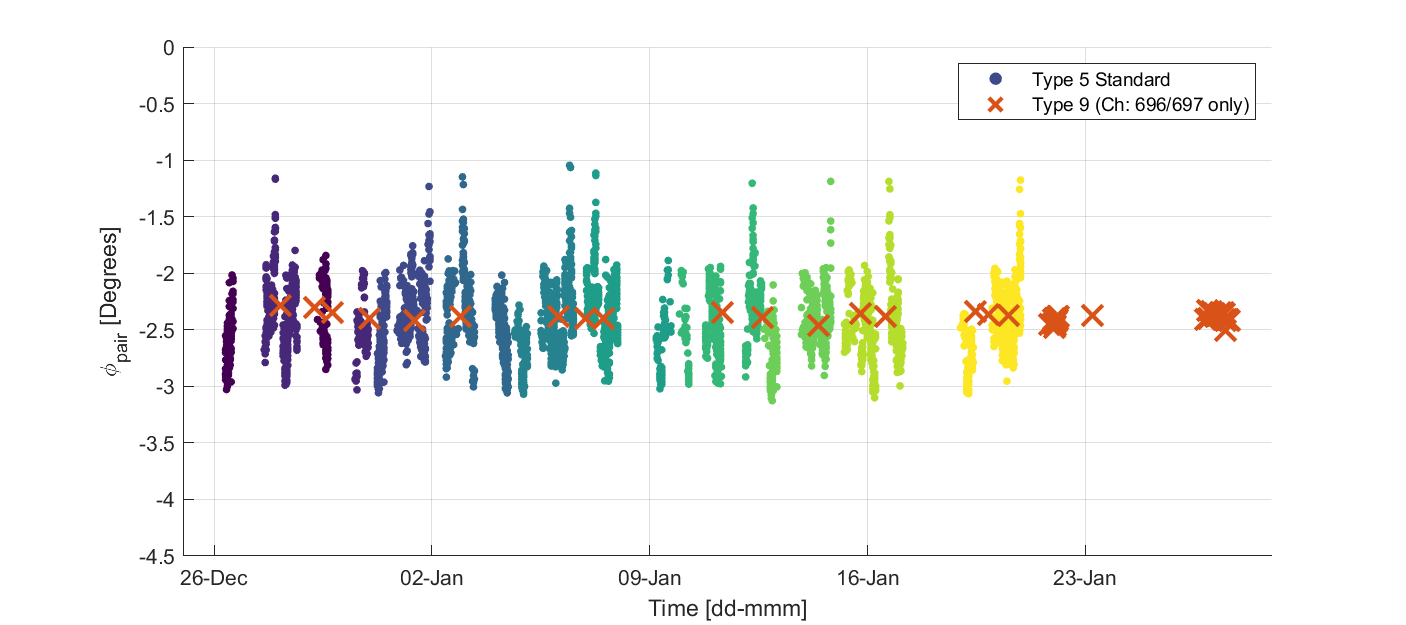 0
-0.5
-1
-1.5
-2
-2.5
-3
-3.5
-4
-4.5
ϕpair [Degrees]
Type 5 Standard
Type 9 (Ch: 696/697 only)
26-Dec 02-Jan 09-Jan 16-Jan 23-Jan
Time [dd-mmm]